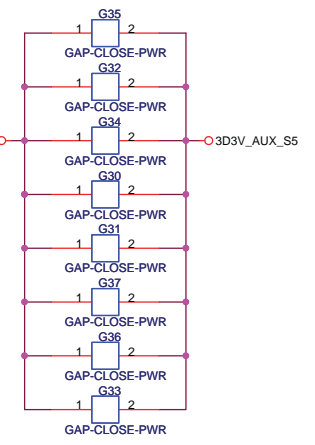 G35
1 2
GAP-CLOSE-PWR
G32
1 2
GAP-CLOSE-PWR
G34
1 2
3D3V_AUX_S5
GAP-CLOSE-PWR
G30
1 2
GAP-CLOSE-PWR
G31
1 2
GAP-CLOSE-PWR
G37
1 2
GAP-CLOSE-PWR
G36
1 2
GAP-CLOSE-PWR
G33
1 2
GAP-CLOSE-PWR